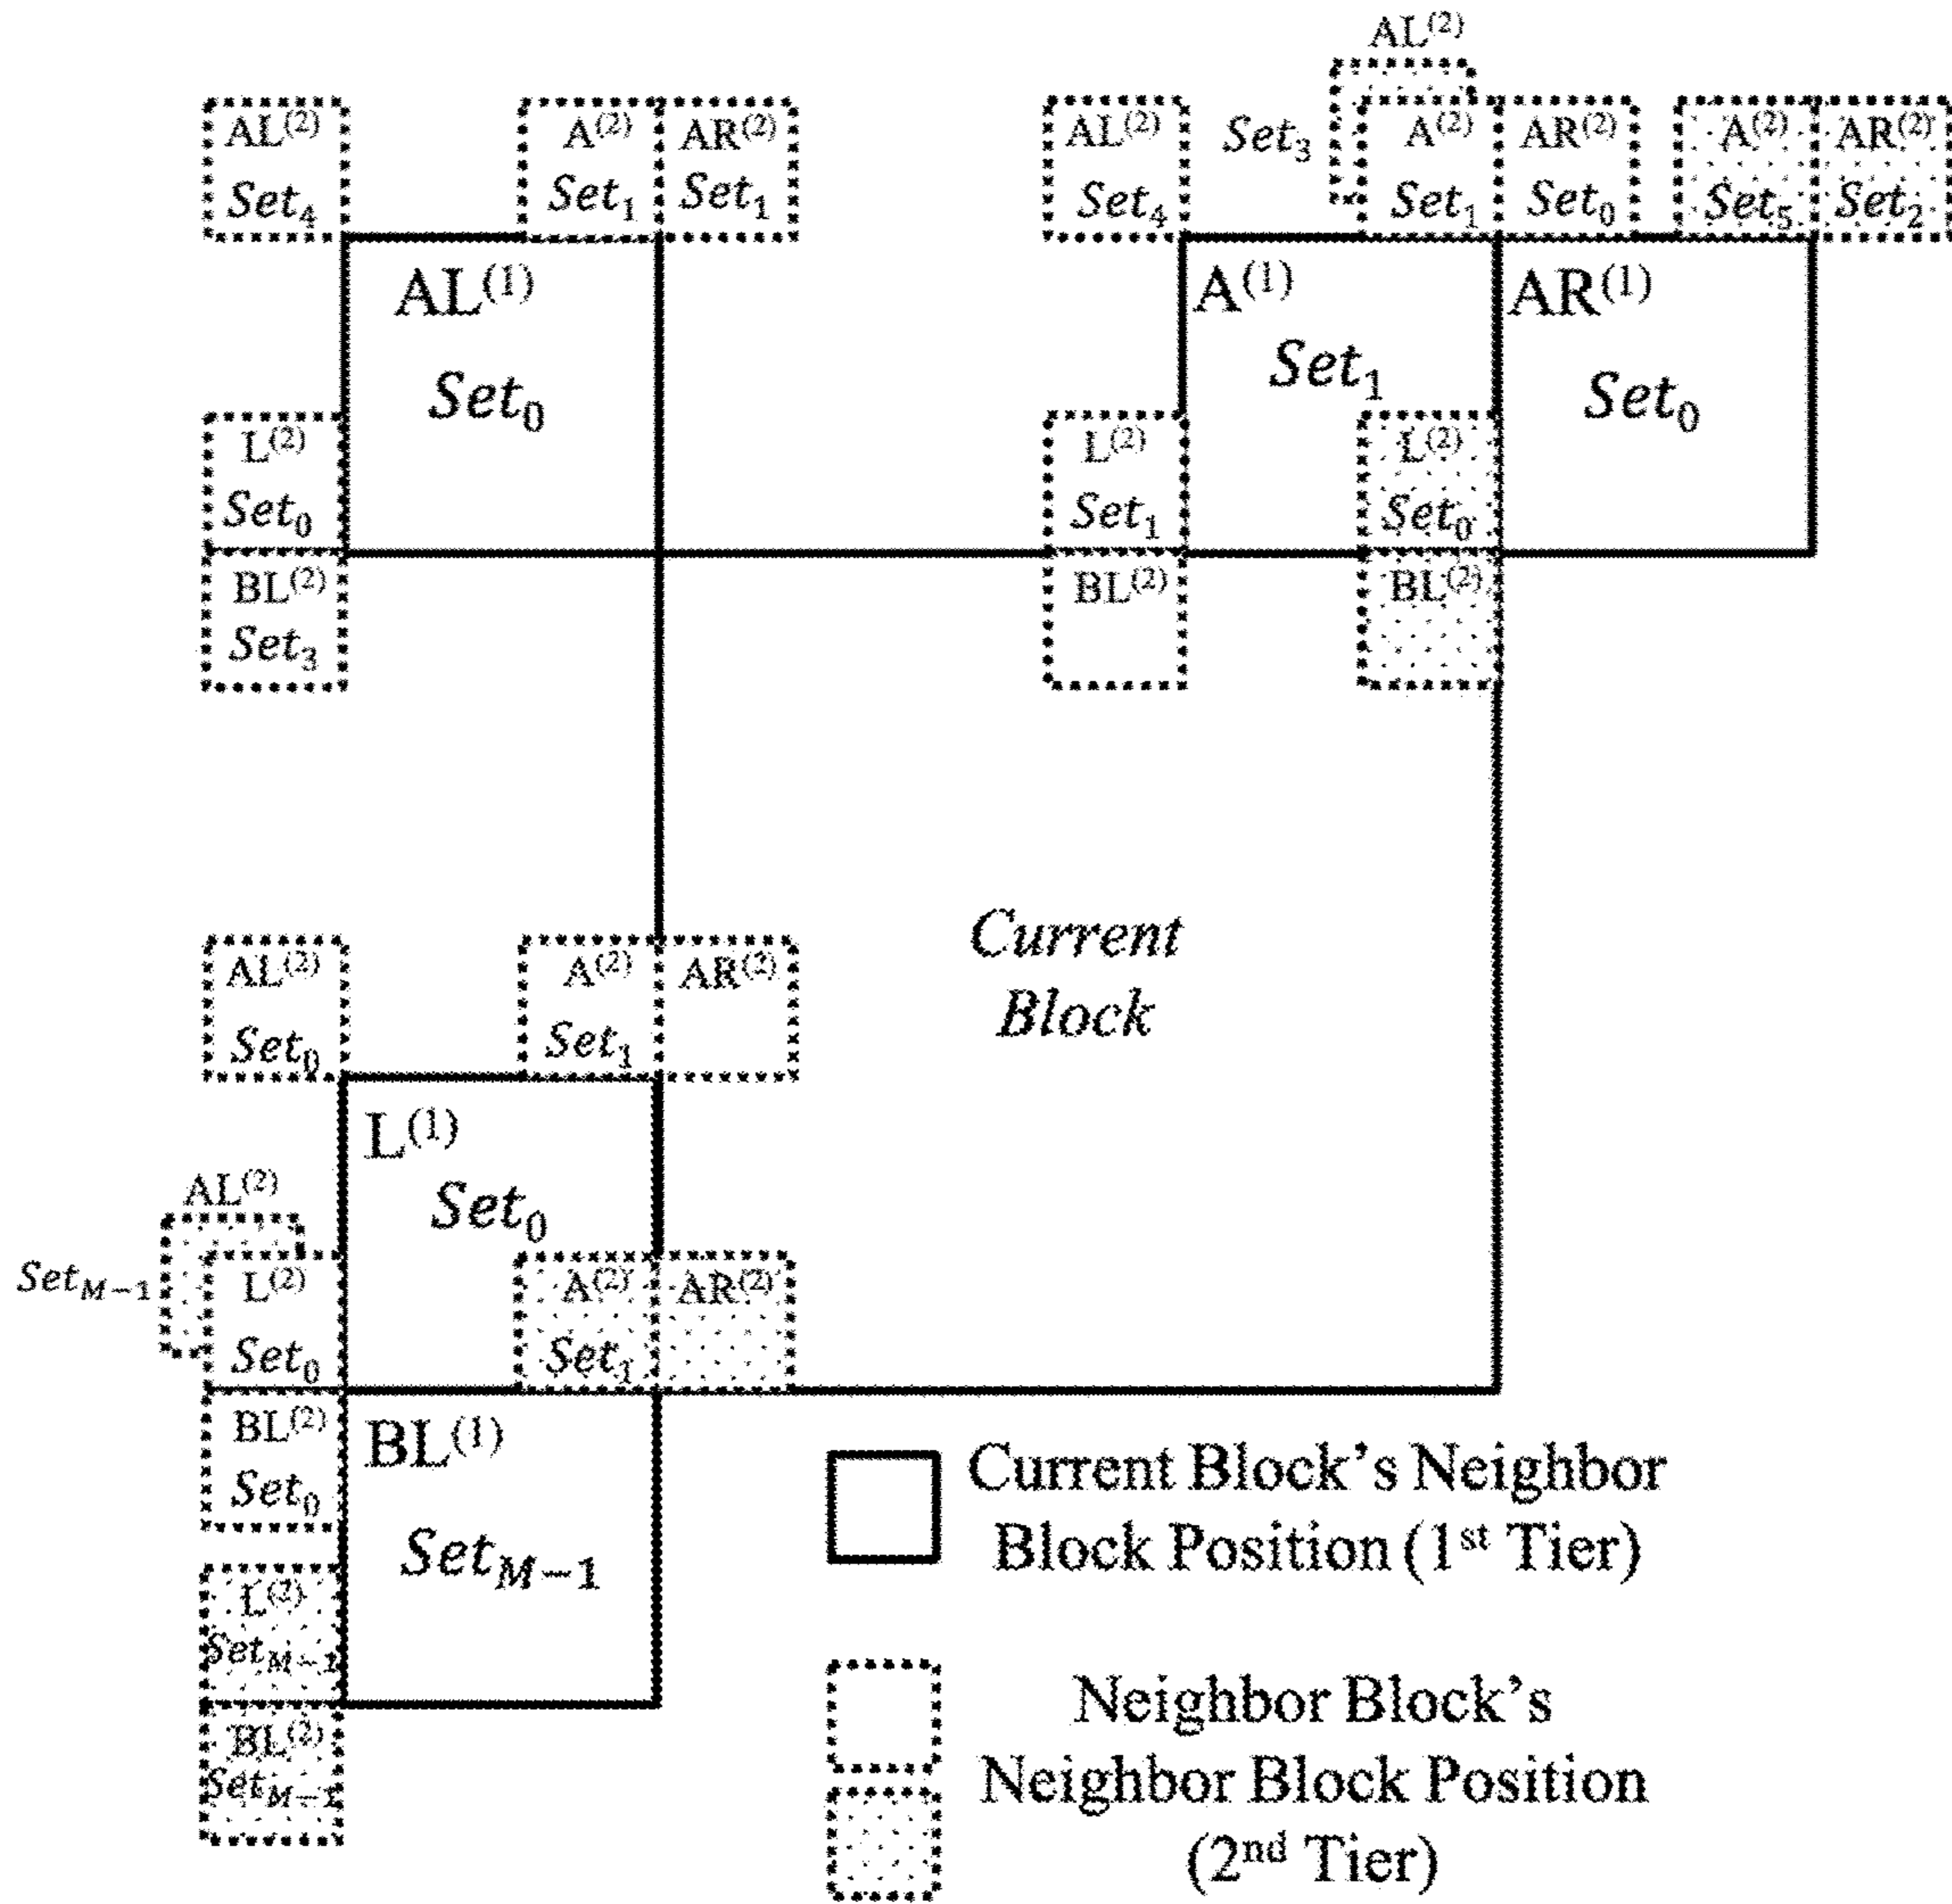 AL⁽²⁾
AL⁽²⁾ A⁽²⁾ AR⁽²⁾ AL⁽²⁾ Set₃ A⁽²⁾ AR⁽²⁾ A⁽²⁾ AR⁽²⁾
Set₄ Set₁ Set₁ Set₄ Set₁ Set₀ Set₅ Set₂
AL⁽¹⁾ A⁽¹⁾ AR⁽¹⁾
Set₀ Set₁ Set₀
L⁽²⁾ L⁽²⁾ L⁽²⁾
Set₀ Set₁ Set₀
BL⁽²⁾ BL⁽²⁾ BL⁽²⁾
Set₃
Current
Block
AL⁽²⁾ A⁽²⁾ AR⁽²⁾
Set₀ Set₁
L⁽¹⁾
Set₀
AL⁽²⁾
Set_{M−1} L⁽²⁾ A⁽²⁾ AR⁽²⁾
Set₀ Set₁
BL⁽²⁾ BL⁽¹⁾
Set₀
Set_{M−1}
L⁽²⁾
Set_{M−1}
BL⁽²⁾
Set_{M−1}
Current Block’s Neighbor
Block Position (1ˢᵗ Tier)
Neighbor Block’s
Neighbor Block Position
(2ⁿᵈ Tier)